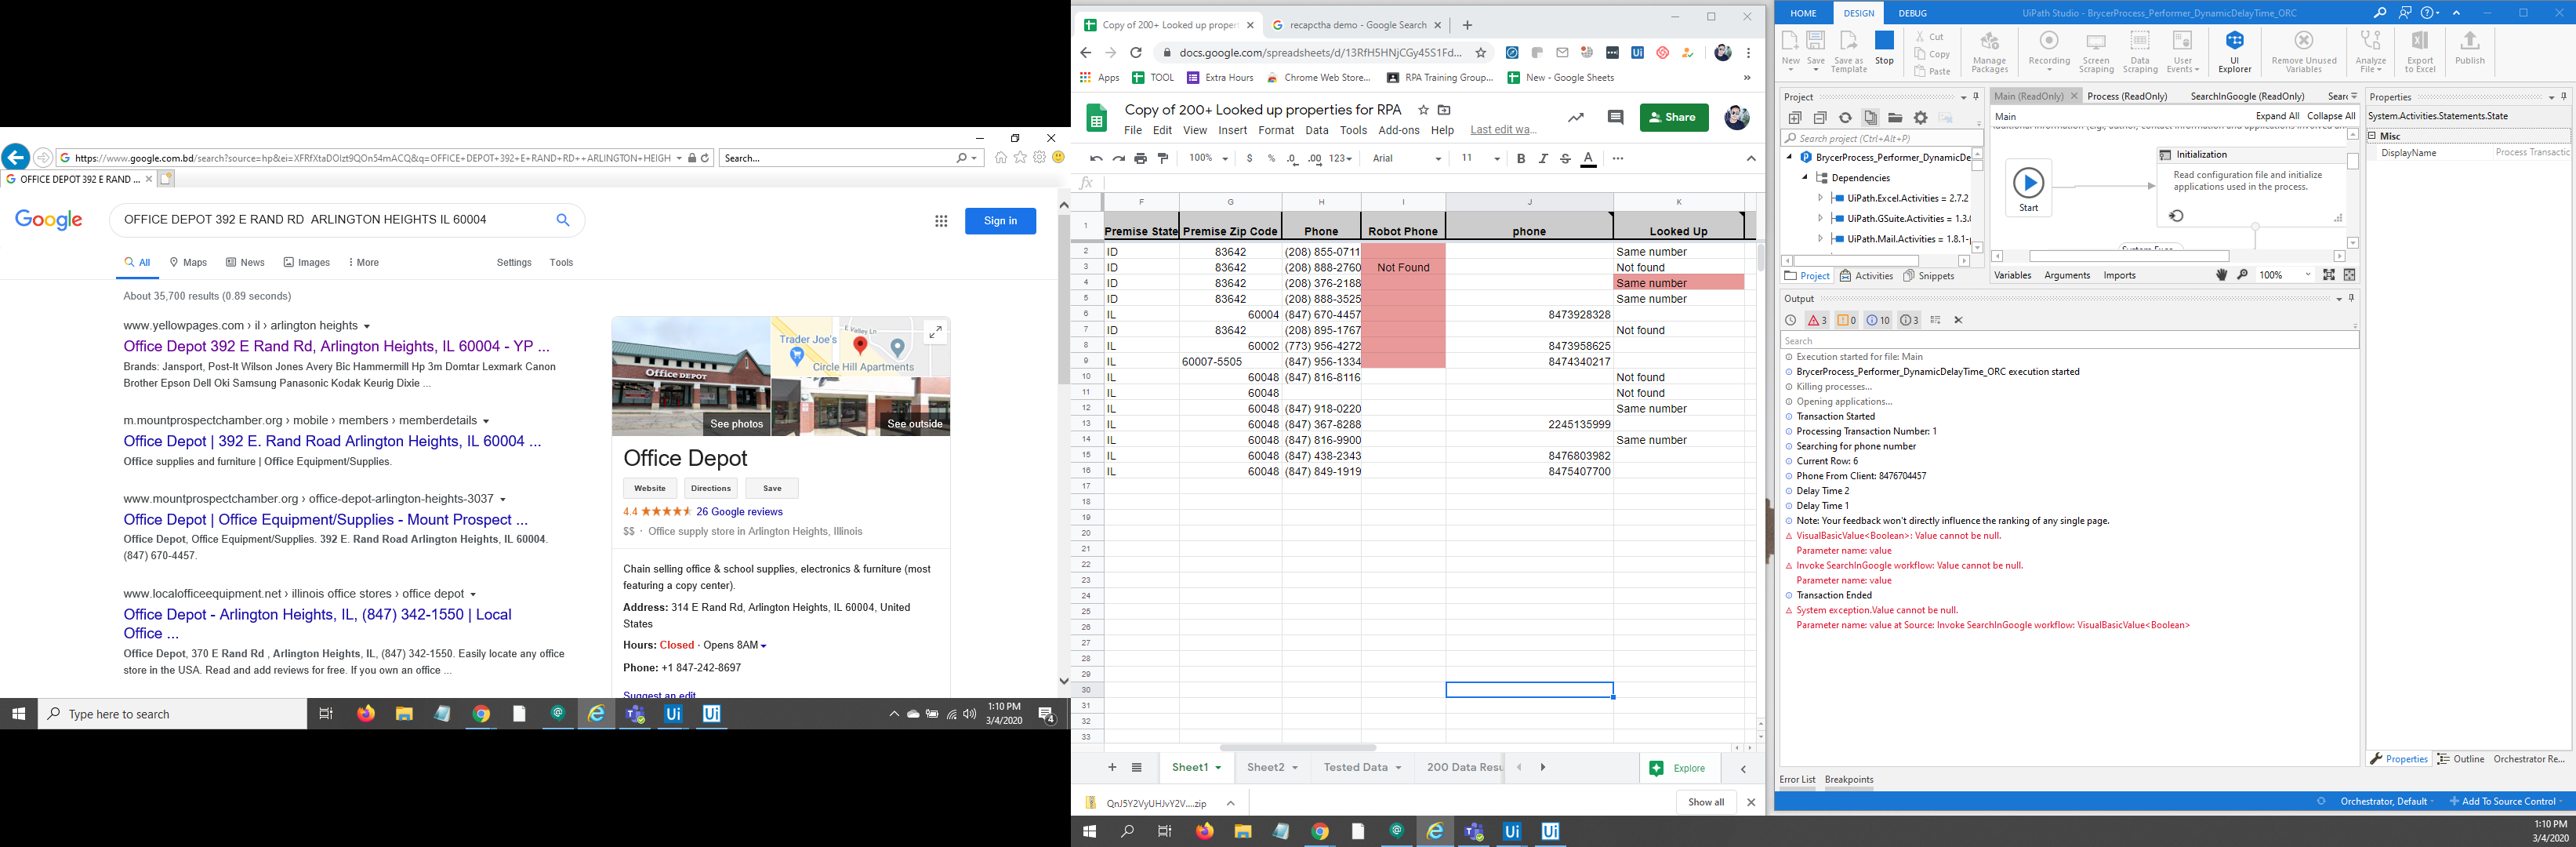 https://www.google.com.bd/search?source=hp&ei=XFRfXtaDOIzt9QOn54mACQ&q=OFFICE+DEPOT+392+E+RAND+RD++ARLINGTON+HEIGH
Search...
OFFICE DEPOT 392 E RAND ...
Google
OFFICE DEPOT 392 E RAND RD  ARLINGTON HEIGHTS IL 60004
Sign in
All Maps News Images More Settings Tools
About 35,700 results (0.89 seconds)
www.yellowpages.com › il › arlington heights
Office Depot 392 E Rand Rd, Arlington Heights, IL 60004 - YP ...
Brands: Jansport, Post-It Wilson Jones Avery Bic Hammermill Hp 3m Domtar Lexmark Canon
Brother Epson Dell Oki Samsung Panasonic Kodak Keurig Dixie ...
m.mountprospectchamber.org › mobile › members › memberdetails
Office Depot | 392 E. Rand Road Arlington Heights, IL 60004 ...
Office supplies and furniture | Office Equipment/Supplies.
www.mountprospectchamber.org › office-depot-arlington-heights-3037
Office Depot | Office Equipment/Supplies - Mount Prospect ...
Office Depot, Office Equipment/Supplies. 392 E. Rand Road Arlington Heights, IL 60004.
(847) 670-4457.
www.localofficeequipment.net › illinois office stores › office depot
Office Depot - Arlington Heights, IL, (847) 342-1550 | Local
Office ...
Office Depot, 370 E Rand Rd , Arlington Heights, IL, (847) 342-1550. Easily locate any office
store in the USA. Read and add reviews for free. If you own an office ...
Office DEPOT
See photos
E Valley Ln
Trader Joe's
Circle Hill Apartments
See outside
Office Depot
Website Directions Save
4.4 26 Google reviews
$$ · Office supply store in Arlington Heights, Illinois
Chain selling office & school supplies, electronics & furniture (most
featuring a copy center).
Address: 314 E Rand Rd, Arlington Heights, IL 60004, United
States
Hours: Closed · Opens 8AM
Phone: +1 847-242-8697
Suggest an edit
Type here to search
1:10 PM
3/4/2020
4
Copy of 200+ Looked up proper
recapctha demo - Google Search
docs.google.com/spreadsheets/d/13RfH5HNjCGy45S1Fd...
Apps TOOL Extra Hours Chrome Web Store... RPA Training Group... New - Google Sheets »
Copy of 200+ Looked up properties for RPA
File Edit View Insert Format Data Tools Add-ons Help Last edit wa...
Share
100% $ % .0 .00 123 Arial 11 B I S A
fx
F G H I J K
1 Premise State Premise Zip Code Phone Robot Phone phone Looked Up
2 ID 83642 (208) 855-0711 Same number
3 ID 83642 (208) 888-2760 Not Found Not found
4 ID 83642 (208) 376-2188 Same number
5 ID 83642 (208) 888-3525 Same number
6 IL 60004 (847) 670-4457 8473928328
7 ID 83642 (208) 895-1767 Not found
8 IL 60002 (773) 956-4272 8473958625
9 IL 60007-5505 (847) 956-1334 8474340217
10 IL 60048 (847) 816-8116 Not found
11 IL 60048 Not found
12 IL 60048 (847) 918-0220 Same number
13 IL 60048 (847) 367-8288 2245135999
14 IL 60048 (847) 816-9900 Same number
15 IL 60048 (847) 438-2343 8476803982
16 IL 60048 (847) 849-1919 8475407700
17
18
19
20
21
22
23
24
25
26
27
28
29
30
31
32
33
Sheet1 Sheet2 Tested Data 200 Data Resu
Explore
QnJ5Y2VyUHJvY2V....zip
Show all
HOME DESIGN DEBUG
UiPath Studio - BrycerProcess_Performer_DynamicDelayTime_ORC
New Save Save as Template Stop Cut Copy Paste Manage Packages Recording Screen Scraping Data Scraping User Events UI Explorer Remove Unused Variables Analyze File Export to Excel Publish
Project
Search project (Ctrl+Alt+P)
BrycerProcess_Performer_DynamicDe
Dependencies
UiPath.Excel.Activities = 2.7.2
UiPath.GSuite.Activities = 1.3.
UiPath.Mail.Activities = 1.8.1-
Project Activities Snippets
Main (ReadOnly) Process (ReadOnly) SearchInGoogle (ReadOnly) Sear
Main
Expand All Collapse All
Start
Initialization
Read configuration file and initialize
applications used in the process.
Variables Arguments Imports 100%
Properties
System.Activities.Statements.State
Misc
DisplayName Process Transactic
Output
3 0 10 3
Search
Execution started for file: Main
BrycerProcess_Performer_DynamicDelayTime_ORC execution started
Killing processes...
Opening applications...
Transaction Started
Processing Transaction Number: 1
Searching for phone number
Current Row: 6
Phone From Client: 8476704457
Delay Time 2
Delay Time 1
Note: Your feedback won't directly influence the ranking of any single page.
VisualBasicValue<Boolean>: Value cannot be null.
Parameter name: value
Invoke SearchInGoogle workflow: Value cannot be null.
Parameter name: value
Transaction Ended
System exception.Value cannot be null.
Parameter name: value at Source: Invoke SearchInGoogle workflow: VisualBasicValue<Boolean>
Properties Outline Orchestrator Re...
Error List Breakpoints
Orchestrator, Default Add To Source Control
1:10 PM
3/4/2020